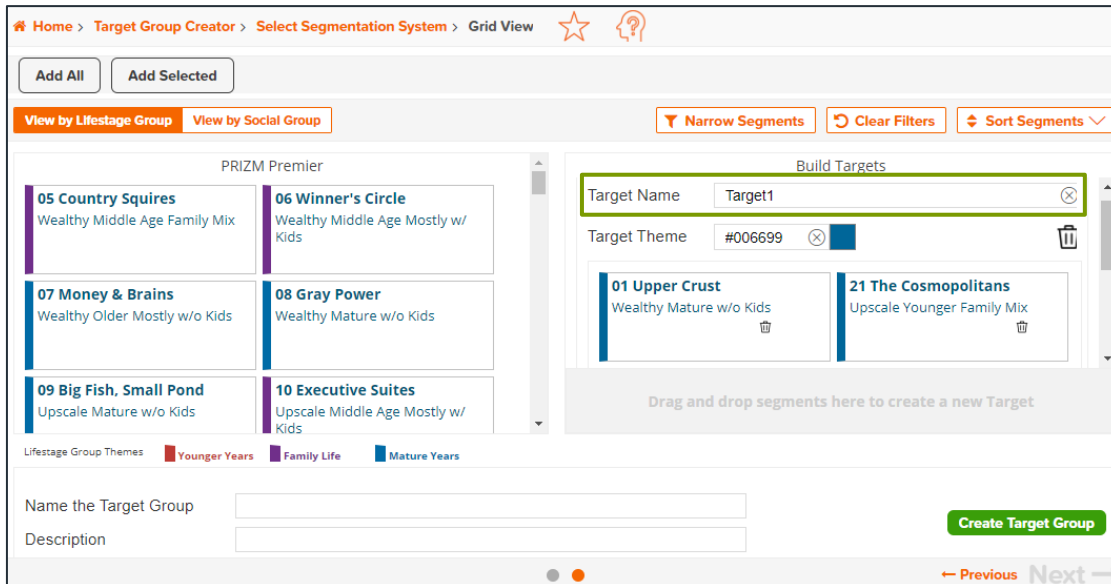 Home > Target Group Creator > Select Segmentation System > Grid View
Add All Add Selected
View by Lifestage Group View by Social Group Narrow Segments Clear Filters Sort Segments
PRIZM Premier
05 Country Squires
Wealthy Middle Age Family Mix
06 Winner's Circle
Wealthy Middle Age Mostly w/
Kids
07 Money & Brains
Wealthy Older Mostly w/o Kids
08 Gray Power
Wealthy Mature w/o Kids
09 Big Fish, Small Pond
Upscale Mature w/o Kids
10 Executive Suites
Upscale Middle Age Mostly w/
Kids
Build Targets
Target Name Target1
Target Theme #006699
01 Upper Crust
Wealthy Mature w/o Kids
21 The Cosmopolitans
Upscale Younger Family Mix
Drag and drop segments here to create a new Target
Lifestage Group Themes Younger Years Family Life Mature Years
Name the Target Group
Description
Create Target Group
Previous Next